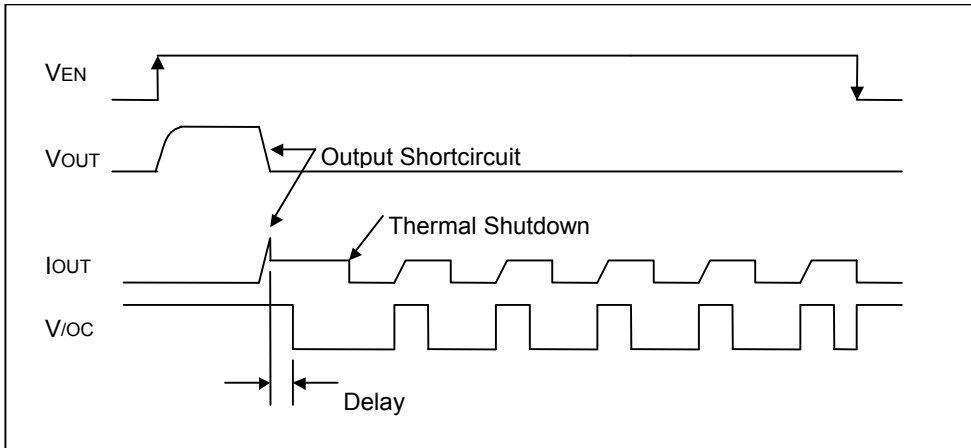 VEN
VOUT
Output Shortcircuit
Thermal Shutdown
IOUT
V/OC
Delay